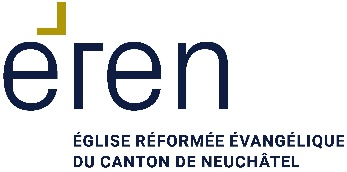 eren
ÉGLISE RÉFORMÉE ÉVANGÉLIQUE
DU CANTON DE NEUCHÂTEL